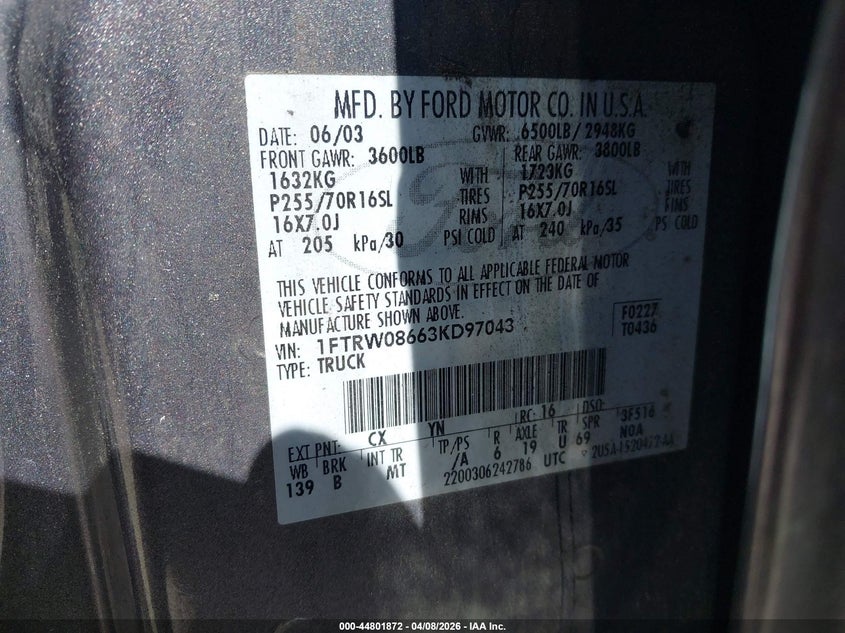 MFD. BY FORD MOTOR CO. IN U.S.A.
DATE: 06/03 GVWR: 6500LB/2948KG
FRONT GAWR: 3600LB REAR GAWR: 3800LB
1632KG WITH 1723KG WITH
P255/70R16SL TIRES P255/70R16SL TIRES
16X7.0J RIMS 16X7.0J RIMS
AT 205 kPa/30 PSI COLD AT 240 kPa/35 PSI COLD
THIS VEHICLE CONFORMS TO ALL APPLICABLE FEDERAL MOTOR
VEHICLE SAFETY STANDARDS IN EFFECT ON THE DATE OF
MANUFACTURE SHOWN ABOVE.
F0227
VIN: 1FTRW08663KD97043
T0436
TYPE: TRUCK
EXT PNT: CX YN RC: 16 DSO: 3F516
WB BRK INT TR TP/PS R AXLE TR SPR NOA
139 B MT /A 6 19 U 69
2200306242786 UTC
Ford
000-44801872 - 04/08/2026 - IAA Inc.